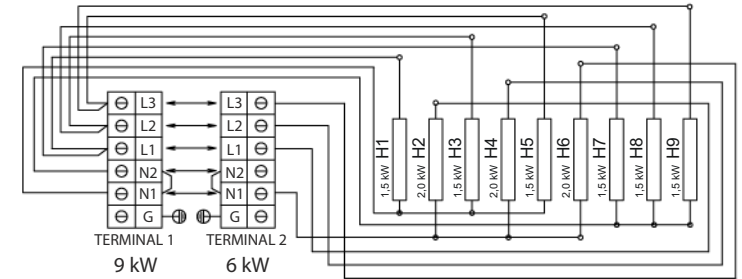 L3 L3
L2 L2
L1 L1
N2 N2
N1 N1
G G
TERMINAL 1 TERMINAL 2
9 kW 6 kW
1,5 kW H1
2,0 kW H2
1,5 kW H3
2,0 kW H4
1,5 kW H5
2,0 kW H6
1,5 kW H7
1,5 kW H8
1,5 kW H9